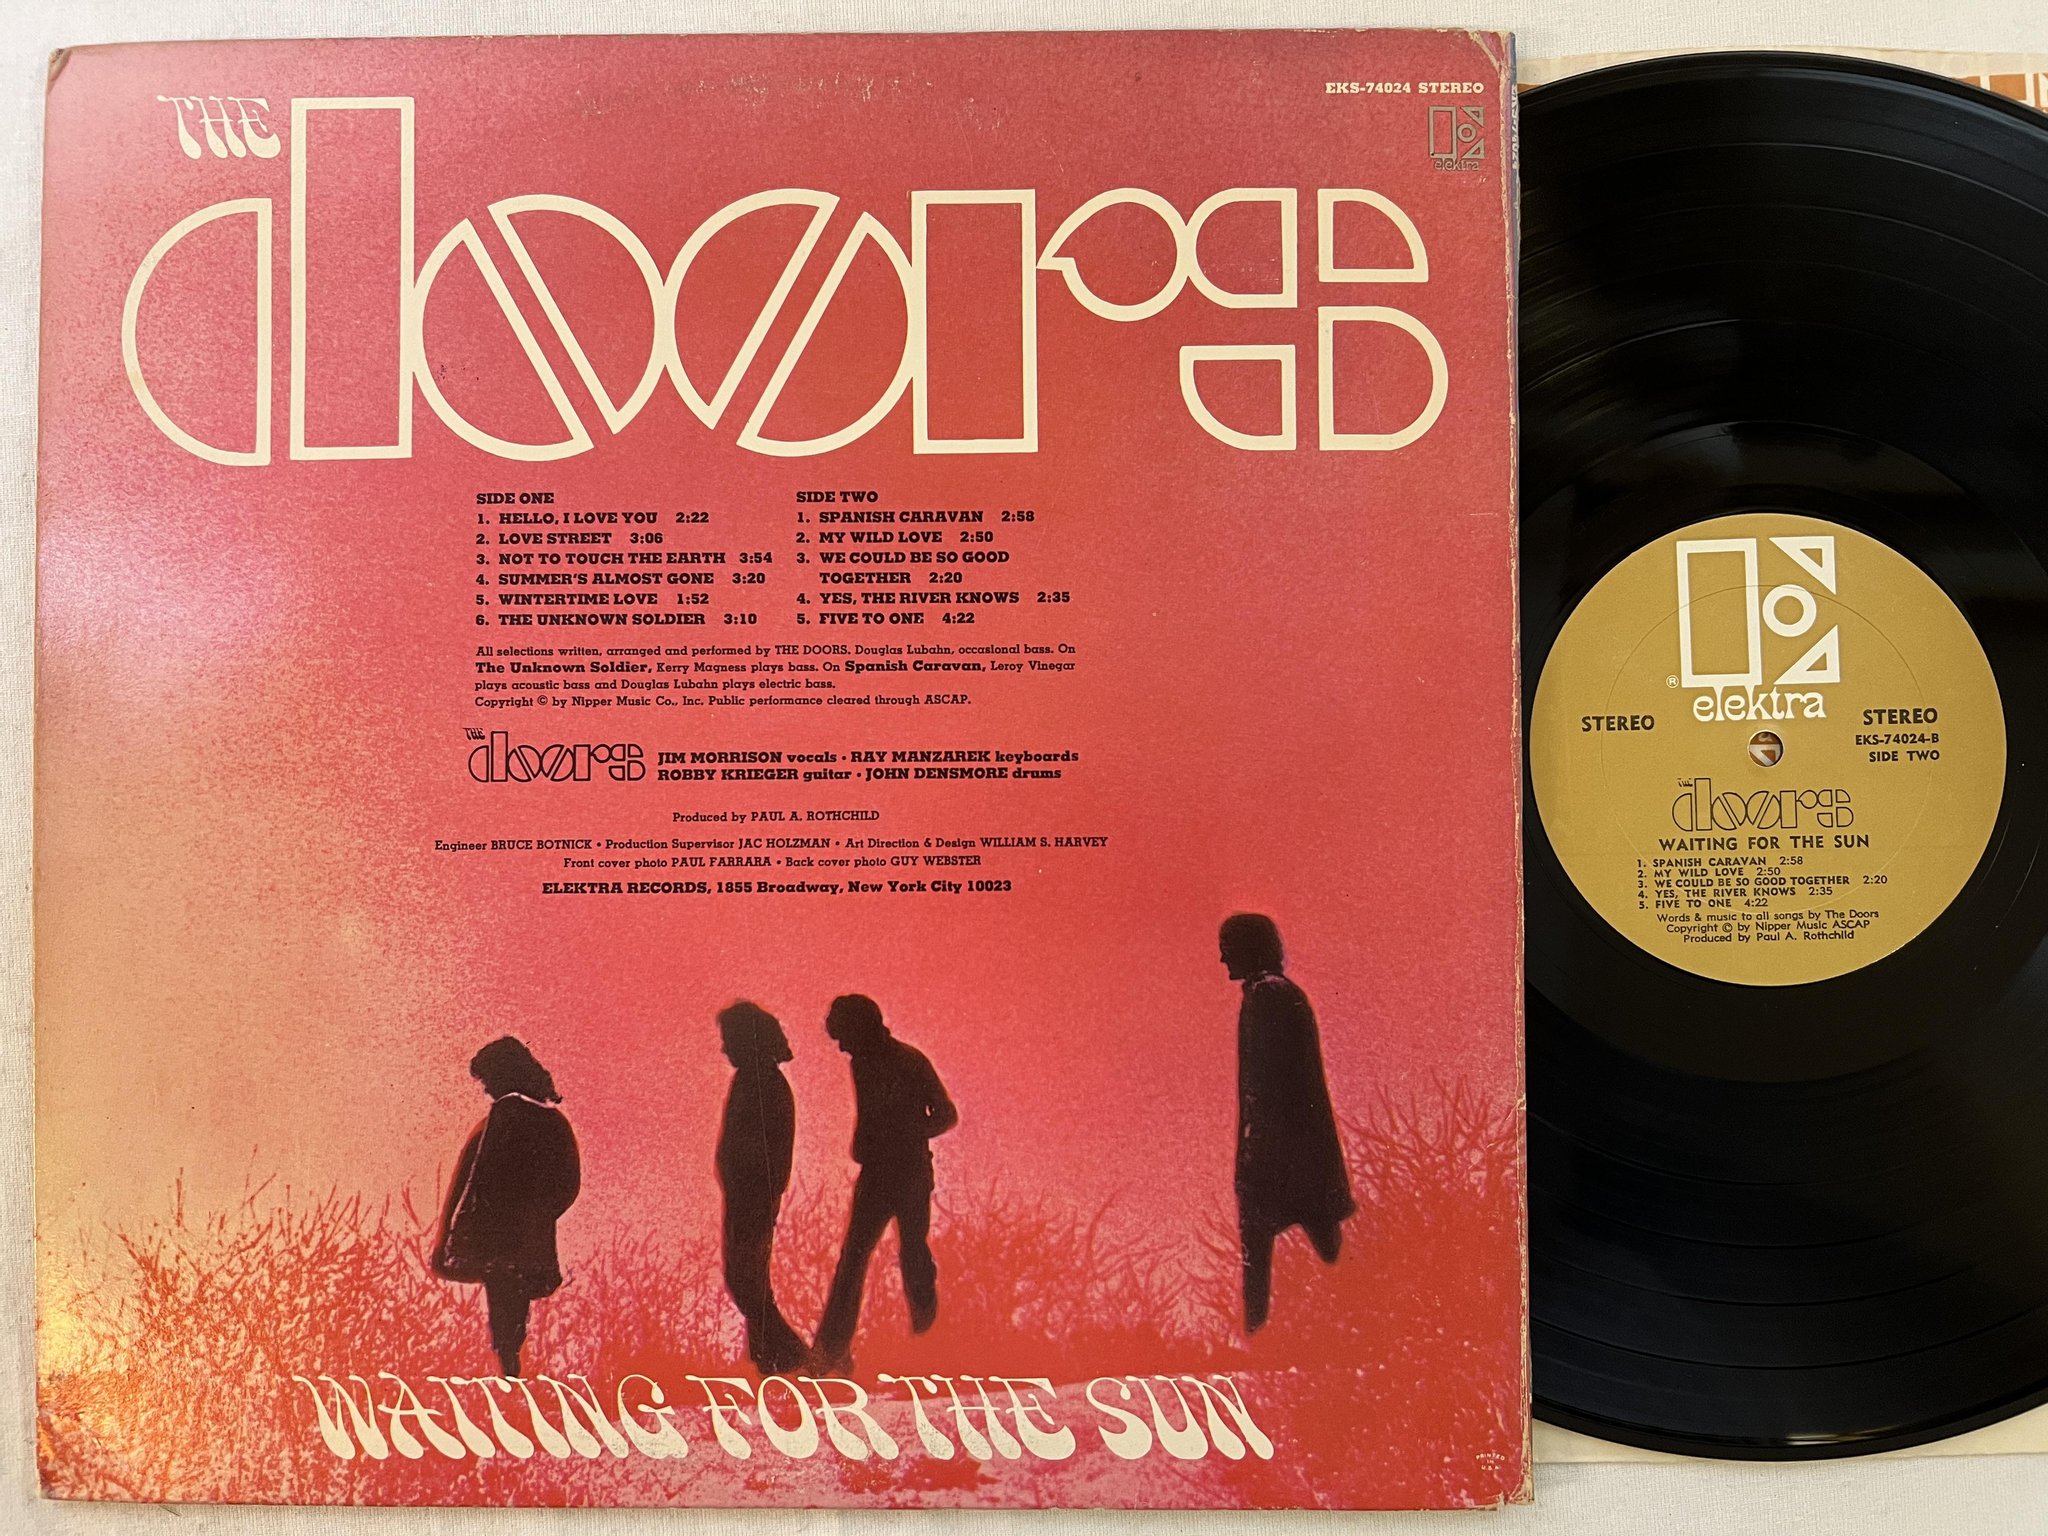 THE
doors
EKS-74024 STEREO
elektra
SIDE ONE
1. HELLO, I LOVE YOU 2:22
2. LOVE STREET 3:06
3. NOT TO TOUCH THE EARTH 3:54
4. SUMMER'S ALMOST GONE 3:20
5. WINTERTIME LOVE 1:52
6. THE UNKNOWN SOLDIER 3:10
SIDE TWO
1. SPANISH CARAVAN 2:58
2. MY WILD LOVE 2:50
3. WE COULD BE SO GOOD
TOGETHER 2:20
4. YES, THE RIVER KNOWS 2:35
5. FIVE TO ONE 4:22
All selections written, arranged and performed by THE DOORS. Douglas Lubahn, occasional bass. On
The Unknown Soldier, Kerry Magness plays bass. On Spanish Caravan, Leroy Vinegar
plays acoustic bass and Douglas Lubahn plays electric bass.
Copyright © by Nipper Music Co., Inc. Public performance cleared through ASCAP.
THE
doors
JIM MORRISON vocals • RAY MANZAREK keyboards
ROBBY KRIEGER guitar • JOHN DENSMORE drums
Produced by PAUL A. ROTHCHILD
Engineer BRUCE BOTNICK • Production Supervisor JAC HOLZMAN • Art Direction & Design WILLIAM S. HARVEY
Front cover photo PAUL FARRARA • Back cover photo GUY WEBSTER
ELEKTRA RECORDS, 1855 Broadway, New York City 10023
WAITING FOR THE SUN
PRINTED
IN
U.S.A.
®
elektra
STEREO
STEREO
EKS-74024-B
SIDE TWO
THE
doors
WAITING FOR THE SUN
1. SPANISH CARAVAN 2:58
2. MY WILD LOVE 2:50
3. WE COULD BE SO GOOD TOGETHER 2:20
4. YES, THE RIVER KNOWS 2:35
5. FIVE TO ONE 4:22
Words & music to all songs by The Doors
Copyright © by Nipper Music ASCAP
Produced by Paul A. Rothchild